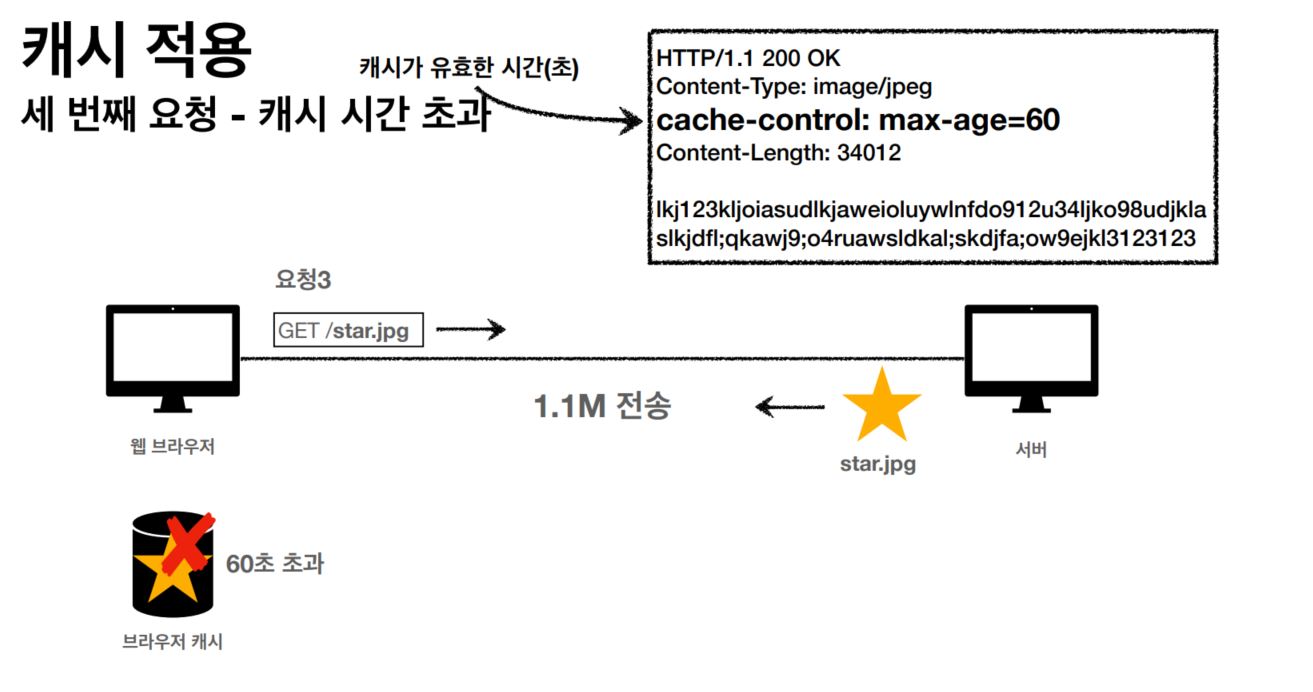 캐시 적용
세 번째 요청 - 캐시 시간 초과
캐시가 유효한 시간(초)
HTTP/1.1 200 OK
Content-Type: image/jpeg
cache-control: max-age=60
Content-Length: 34012
lkj123kljoiasudlkjaweioluywlnfdo912u34ljko98udjkla
slkjdfl;qkawj9;o4ruawsldkal;skdjfa;ow9ejkl3123123
요청3
GET /star.jpg
1.1M 전송
star.jpg
웹 브라우저
서버
60초 초과
브라우저 캐시